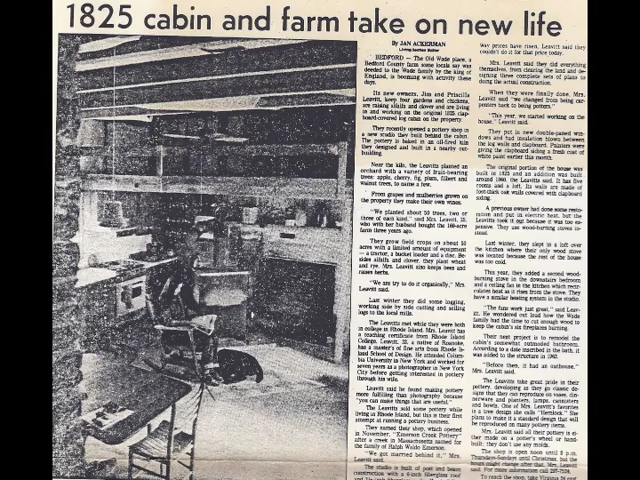 1825 cabin and farm take on new life
By JAN ACKERMAN
Living Section Editor
BEDFORD — The Old Wade place, a
Bedford County farm some locals say was
deeded to the Wade family by the king of
England, is booming with activity these
days.
Its new owners, Jim and Priscilla
Leavitt, keep four gardens and chickens,
are raising alfalfa and clover and are living
in and working on the original 1825 clap-
board-covered log cabin on the property.
They recently opened a pottery shop in
a new studio they built behind the cabin.
The pottery is baked in an oil-fired kiln
they designed and built in a nearby out-
building.
Near the kiln, the Leavitts planted an
orchard with a variety of fruit-bearing
trees: apple, cherry, fig, plum, filbert and
walnut trees, to name a few.
From grapes and mulberries grown on
the property they make their own wines.
"We planted about 50 trees, two or
three of each kind," said Mrs. Leavitt,
who with her husband bought the 100-acre
farm three years ago.
They grow field crops on about 50
acres with a limited amount of equipment
— a tractor, a bucket loader and a disc. Be-
sides alfalfa and clover, they plant wheat
and rye. Mrs. Leavitt also keeps bees and
raises herbs.
"We are try to do it organically," Mrs.
Leavitt said.
Last winter they did some logging,
working side by side cutting and selling
logs to the local mills.
The Leavitts met while they were both
in college in Rhode Island. Mrs. Leavitt has
a teaching certificate from Rhode Island
College. Leavitt, a native of Roanoke,
has a master's of fine arts from Rhode Is-
land School of Design. He attended Colum-
bia University in New York and worked for
seven years as a photographer in New York
City before getting interested in pottery
through his wife.
Leavitt said he found making pottery
more fulfilling than photography because
"you can make things that are useful."
The Leavitts sold some pottery while
living in Rhode Island, but this is their first
attempt at running a pottery business.
They named their shop, which opened
in November, "Emerson Creek Pottery"
after a creek in Massachusetts named for
the family of Ralph Waldo Emerson.
"We got married behind it," Mrs.
Leavitt said.
The studio is built of post and beam
construction with a 6-inch fiberglass roof
way prices have risen, Leavitt said they
couldn't do it for that price today.
Mrs. Leavitt said they did everything
themselves, from clearing the land and de-
signing three complete sets of plans to
doing the actual construction.
When they were finally done, Mrs.
Leavitt said "we changed from being car-
penters back to being potters."
"This year, we started working on the
house," Leavitt said.
They put in new double-paned win-
dows and had insulation blown between
the log walls and clapboard. Painters were
giving the clapboard siding a fresh coat of
white paint earlier this month.
The original portion of the house was
built in 1825 and an addition was built
around 1860, the Leavitts said. It has five
rooms and a loft. Its walls are made of
foot-thick oak walls covered with clapboard
siding.
A previous owner had done some resto-
ration and put in electric heat, but the
Leavitts took it out because it was too ex-
pensive. They use wood-burning stoves in-
stead.
Last winter, they slept in a loft over
the kitchen where their only wood stove
was located because the rest of the house
was too cold.
This year, they added a second wood-
burning stove in the downstairs bedroom
and a ceiling fan in the kitchen which recir-
culates heat as it rises from the stove. They
have a similar heating system in the studio.
"The fans work just great," said Leav-
itt. He wondered out loud how the Wade
family had the time to cut enough wood to
keep the cabin's six fireplaces burning.
Their next project is to remodel the
cabin's somewhat outmoded bathroom.
According to a date inscribed in the bath, it
was added to the structure in
"Before then, it had an outhouse,"
Mrs. Leavitt said.
The Leavitts take great pride in their
pottery, developing as they go classic de-
signs that they can reproduce on vases, din-
nerware and planters, lamps, canisters
and bowls. One of Mrs. Leavitt's favorites
is a tree design she calls "Hemlock." She
plans to make it a standard design that will
be reproduced on many pottery items.
Mrs. Leavitt said all their pottery is ei-
ther made on a potter's wheel or hand-
built; they don't use any molds.
The shop is open until 8 p.m.
Thursdays-Sundays until Christmas, but the
hours might change after that, Mrs. Leavitt
said. For more information call
To reach the shop, take Virginia